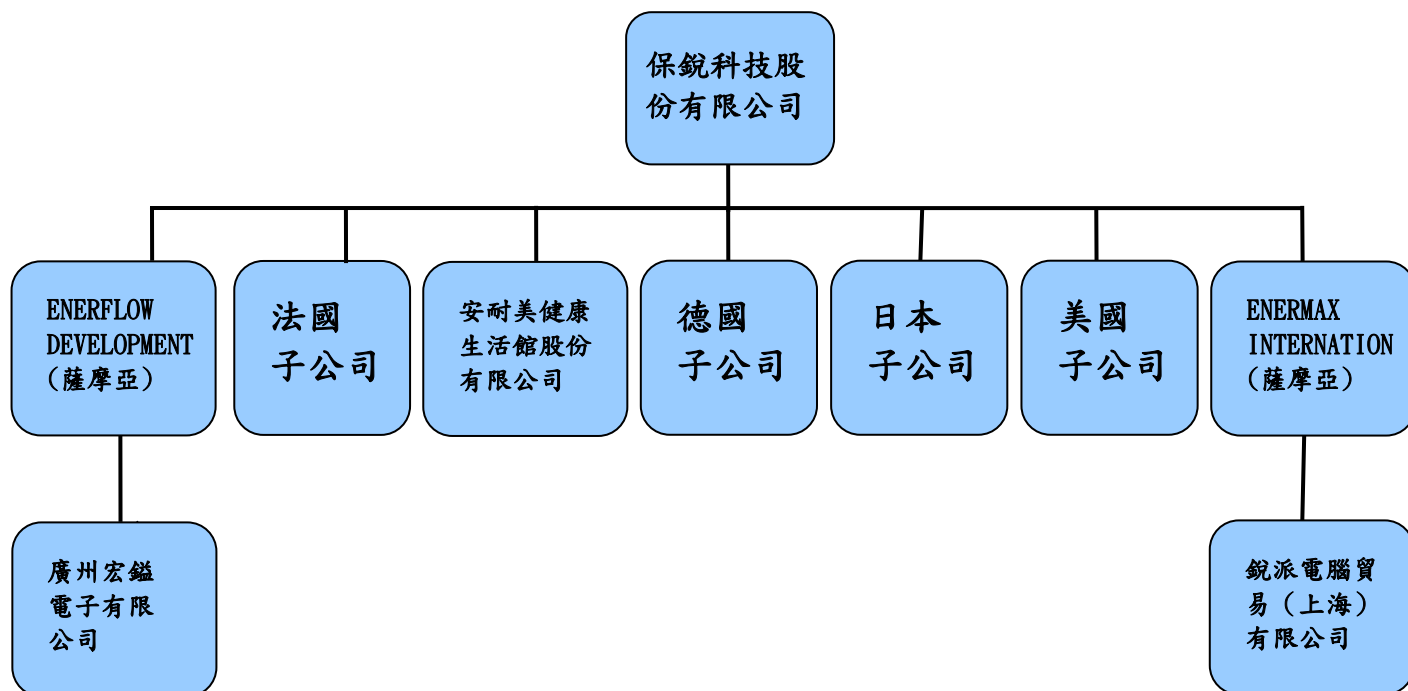 保銳科技股
份有限公司
ENERFLOW
DEVELOPMENT
(薩摩亞)
法國
子公司
安耐美健康
生活館股份
有限公司
德國
子公司
日本
子公司
美國
子公司
ENERMAX
INTERNATION
(薩摩亞)
廣州宏鎰
電子有限
公司
銳派電腦貿
易(上海)
有限公司